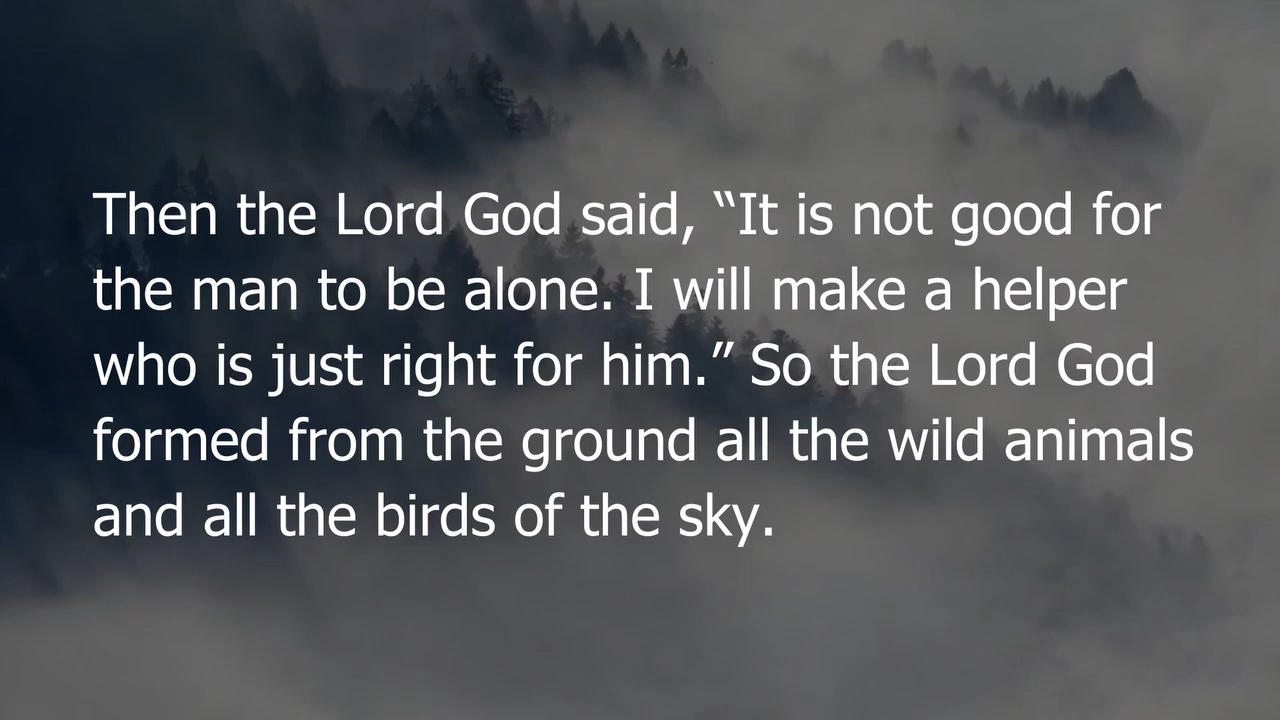 Then the Lord God said, “It is not good for
the man to be alone. I will make a helper
who is just right for him.” So the Lord God
formed from the ground all the wild animals
and all the birds of the sky.